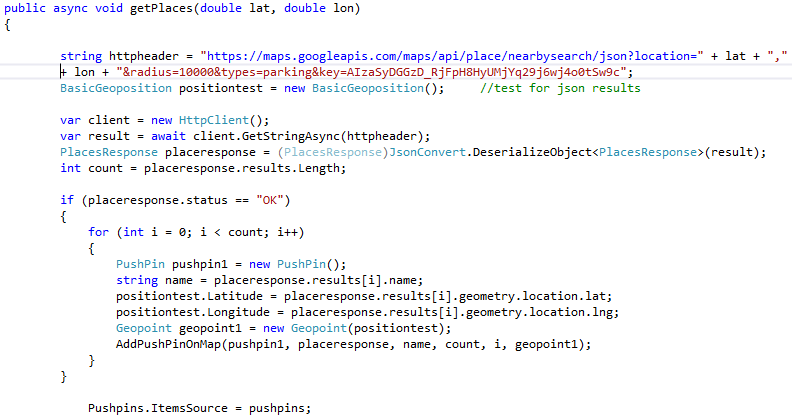 public async void getPlaces(double lat, double lon)
{
string httpheader = "https://maps.googleapis.com/maps/api/place/nearbysearch/json?location=" + lat + ","
+ lon + "&radius=10000&types=parking&key=AIzaSyDGGzD_RjFpH8HyUMjYq29j6wj4o0tSw9c";
BasicGeoposition positiontest = new BasicGeoposition(); //test for json results
var client = new HttpClient();
var result = await client.GetStringAsync(httpheader);
PlacesResponse placeresponse = (PlacesResponse)JsonConvert.DeserializeObject<PlacesResponse>(result);
int count = placeresponse.results.Length;
if (placeresponse.status == "OK")
{
for (int i = 0; i < count; i++)
{
PushPin pushpin1 = new PushPin();
string name = placeresponse.results[i].name;
positiontest.Latitude = placeresponse.results[i].geometry.location.lat;
positiontest.Longitude = placeresponse.results[i].geometry.location.lng;
Geopoint geopoint1 = new Geopoint(positiontest);
AddPushPinOnMap(pushpin1, placeresponse, name, count, i, geopoint1);
}
}
Pushpins.ItemsSource = pushpins;